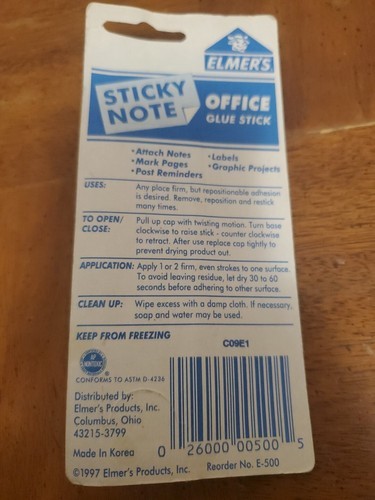 ELMER'S
STICKY
NOTE
OFFICE
GLUE STICK
•Attach Notes
•Mark Pages
•Post Reminders
•Labels
•Graphic Projects
USES: Any place firm, but repositionable adhesion
is desired. Remove, reposition and restick
many times.
TO OPEN/
CLOSE:
Pull up cap with twisting motion. Turn base
clockwise to raise stick - counter clockwise
to retract. After use replace cap tightly to
prevent drying product out.
APPLICATION: Apply 1 or 2 firm, even strokes to one surface.
To avoid leaving residue, let dry 30 to 60
seconds before adhering to other surface.
CLEAN UP: Wipe excess with a damp cloth. If necessary,
soap and water may be used.
KEEP FROM FREEZING
C09E1
AP
NONTOXIC
CONFORMS TO ASTM D-4236
Distributed by:
Elmer's Products, Inc.
Columbus, Ohio
43215-3799
Made In Korea
©1997 Elmer's Products, Inc.
0 26000 00500 5
Reorder No. E-500